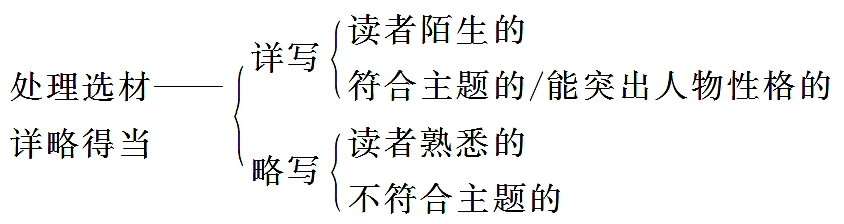 处理选材——
详略得当
详写
读者陌生的
符合主题的/能突出人物性格的
略写
读者熟悉的
不符合主题的